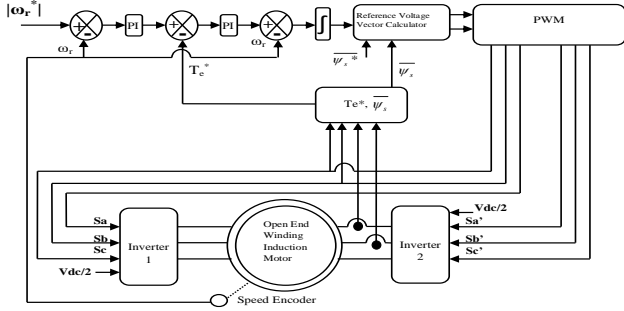 |ωr*|
+
-
PI
+
-
PI
+
-
∫
Reference Voltage
Vector Calculator
PWM
ωr
ωr
Te*
ψs*
ψs
Te*, ψs
Sa
Sb
Sc
Vdc/2
Inverter
1
Open End
Winding
Induction
Motor
Inverter
2
Vdc/2
Sa’
Sb’
Sc’
Speed Encoder